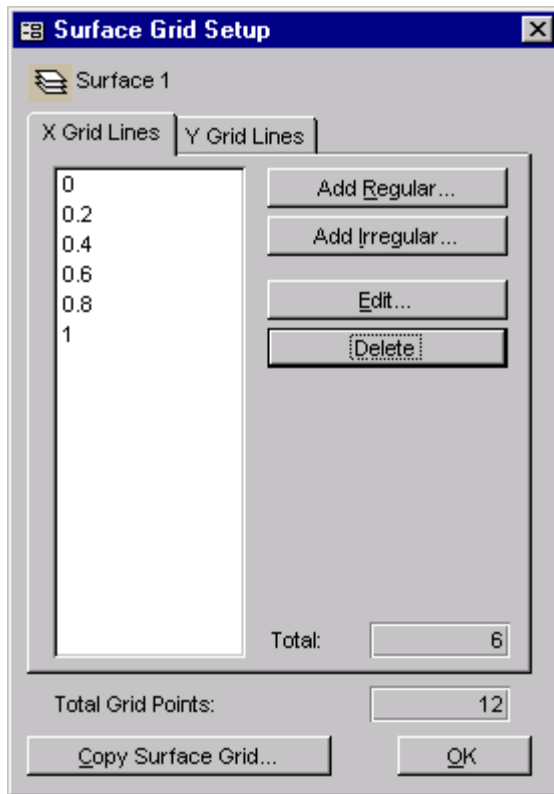 Surface Grid Setup
Surface 1
X Grid Lines
Y Grid Lines
0
0.2
0.4
0.6
0.8
1
Add Regular...
Add Irregular...
Edit...
Delete
Total: 6
Total Grid Points: 12
Copy Surface Grid...
OK